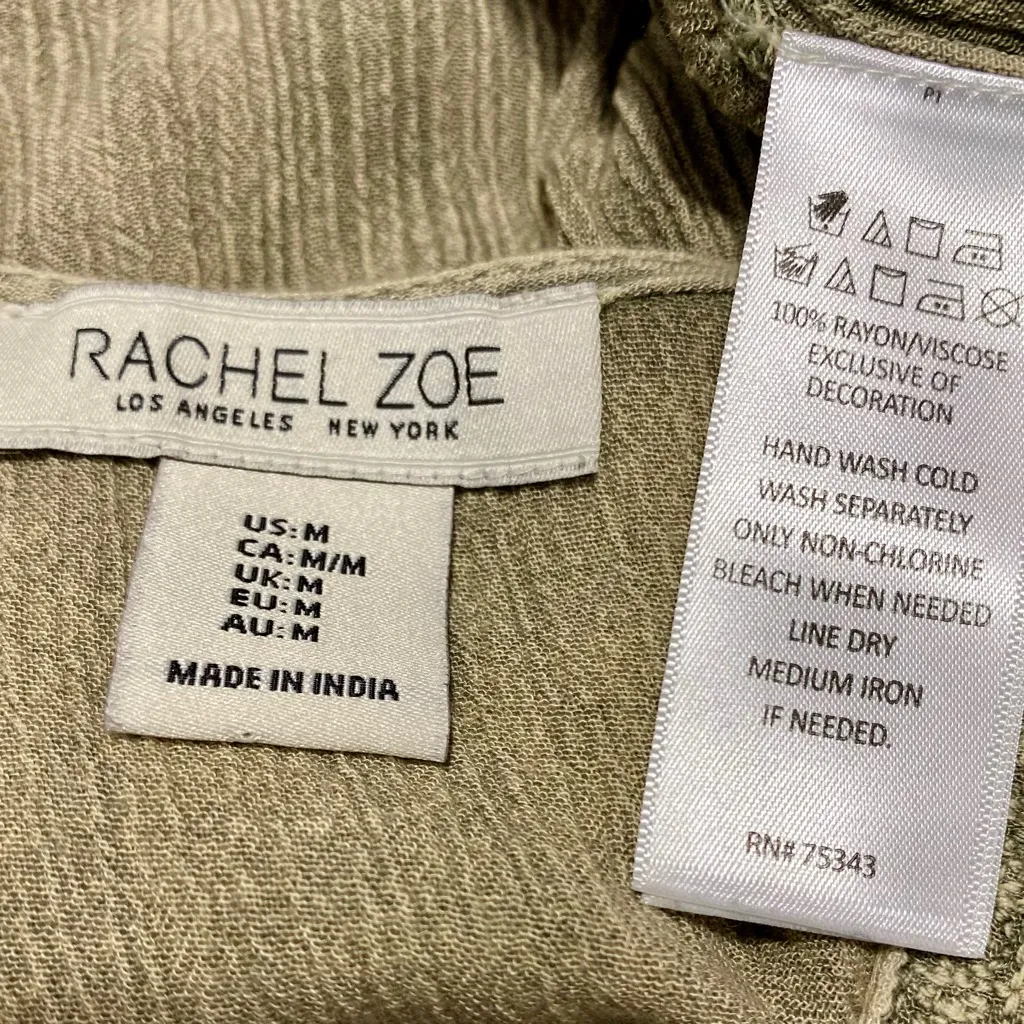 RACHEL ZOE
LOS ANGELES NEW YORK
US: M
CA: M/M
UK: M
EU: M
AU: M
MADE IN INDIA
100% RAYON/VISCOSE
EXCLUSIVE OF
DECORATION
HAND WASH COLD
WASH SEPARATELY
ONLY NON-CHLORINE
BLEACH WHEN NEEDED
LINE DRY
MEDIUM IRON
IF NEEDED.
RN# 75343